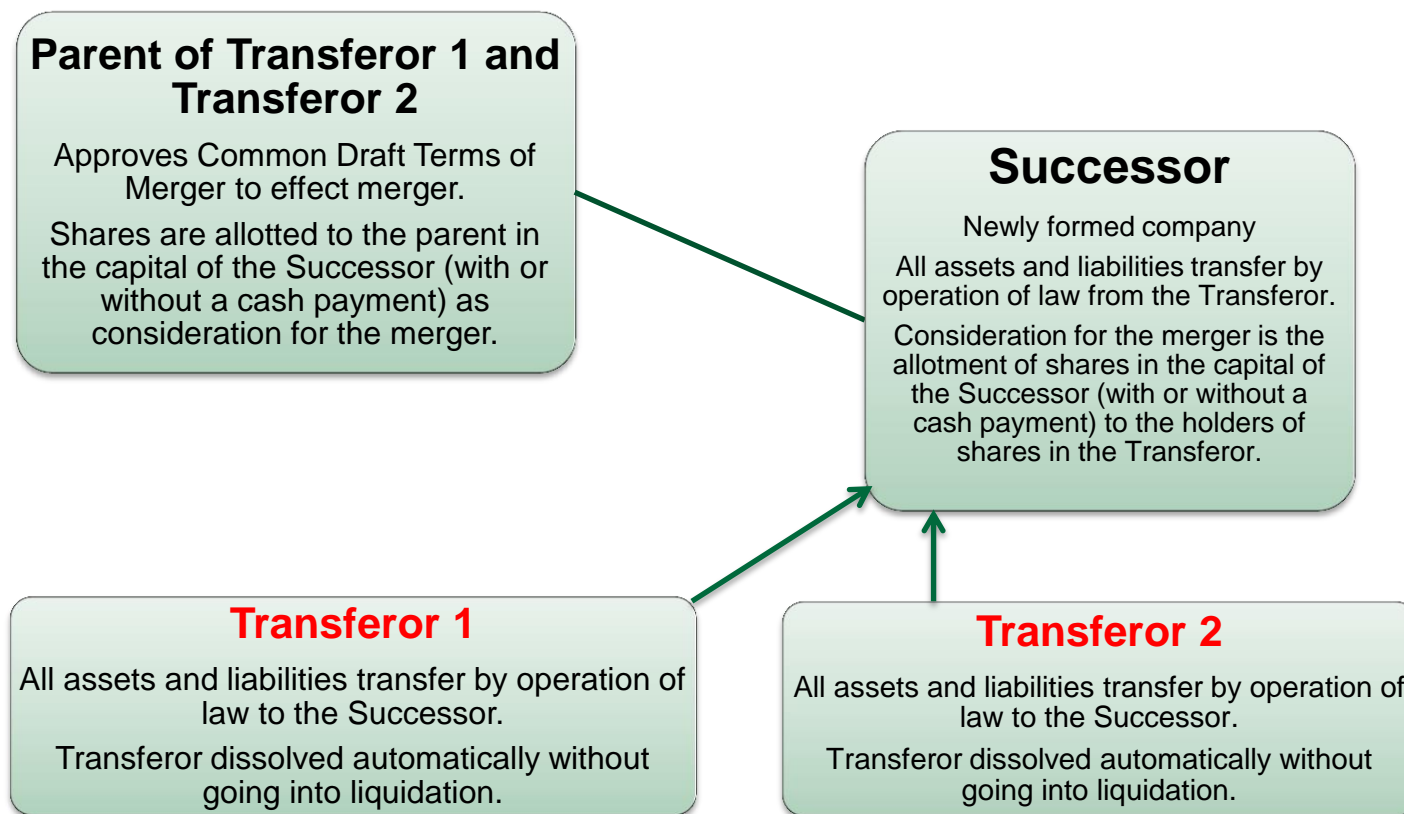 Parent of Transferor 1 and
Transferor 2
Approves Common Draft Terms of
Merger to effect merger.
Shares are allotted to the parent in
the capital of the Successor (with or
without a cash payment) as
consideration for the merger.
Successor
Newly formed company
All assets and liabilities transfer by
operation of law from the Transferor.
Consideration for the merger is the
allotment of shares in the capital of
the Successor (with or without a
cash payment) to the holders of
shares in the Transferor.
Transferor 1
All assets and liabilities transfer by operation of
law to the Successor.
Transferor dissolved automatically without
going into liquidation.
Transferor 2
All assets and liabilities transfer by operation of
law to the Successor.
Transferor dissolved automatically without
going into liquidation.